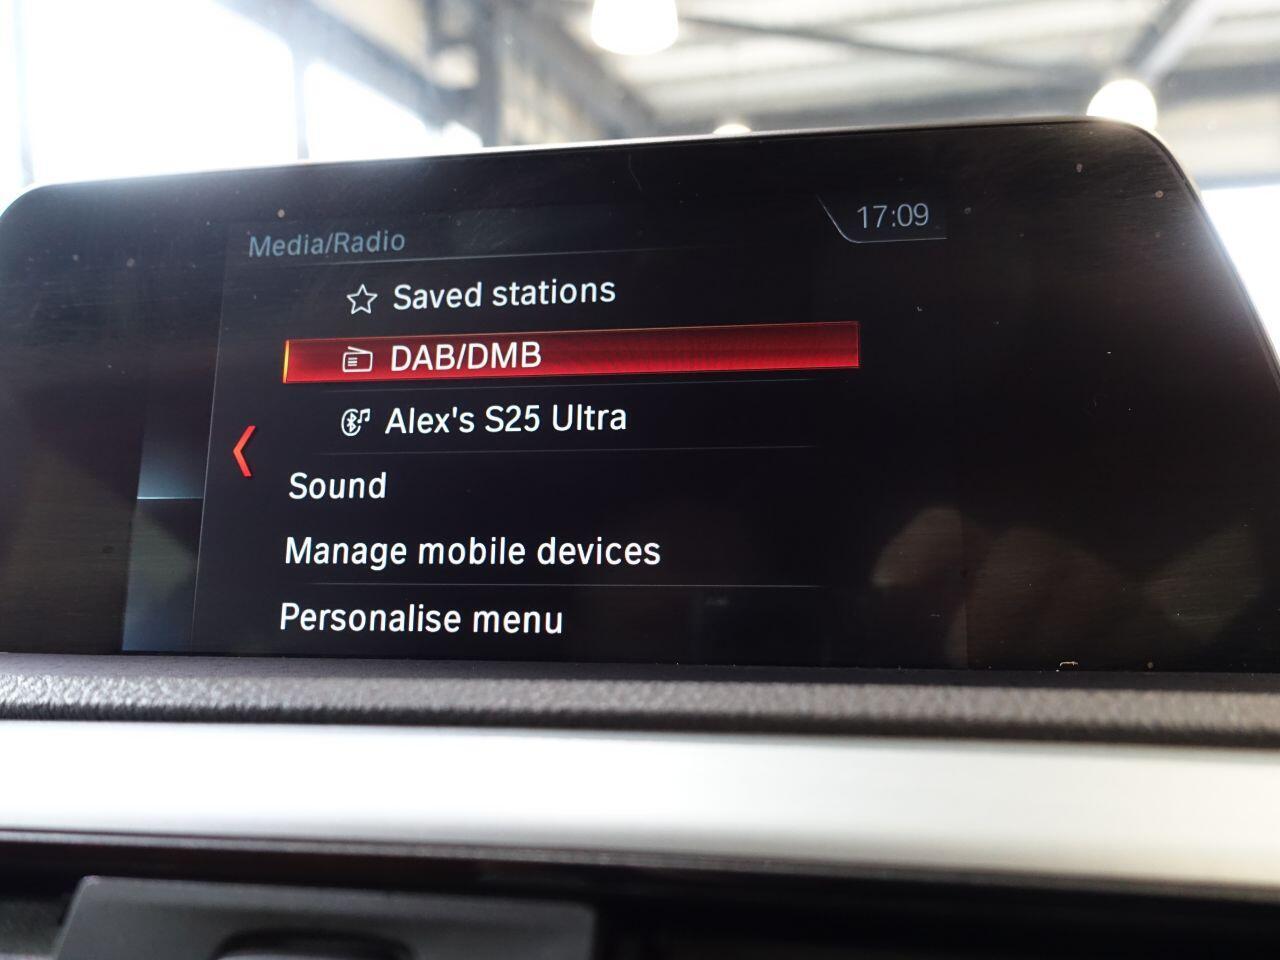 17:09
Media/Radio
Saved stations
DAB/DMB
Alex's S25 Ultra
Sound
Manage mobile devices
Personalise menu